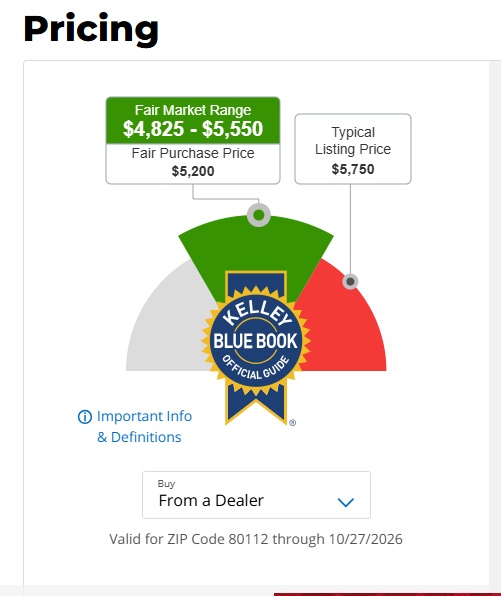 Pricing
Fair Market Range
$4,825 - $5,550
Fair Purchase Price
$5,200
Typical
Listing Price
$5,750
KELLEY
BLUE BOOK
OFFICIAL GUIDE
®
Important Info
& Definitions
Buy
From a Dealer
Valid for ZIP Code 80112 through 10/27/2026